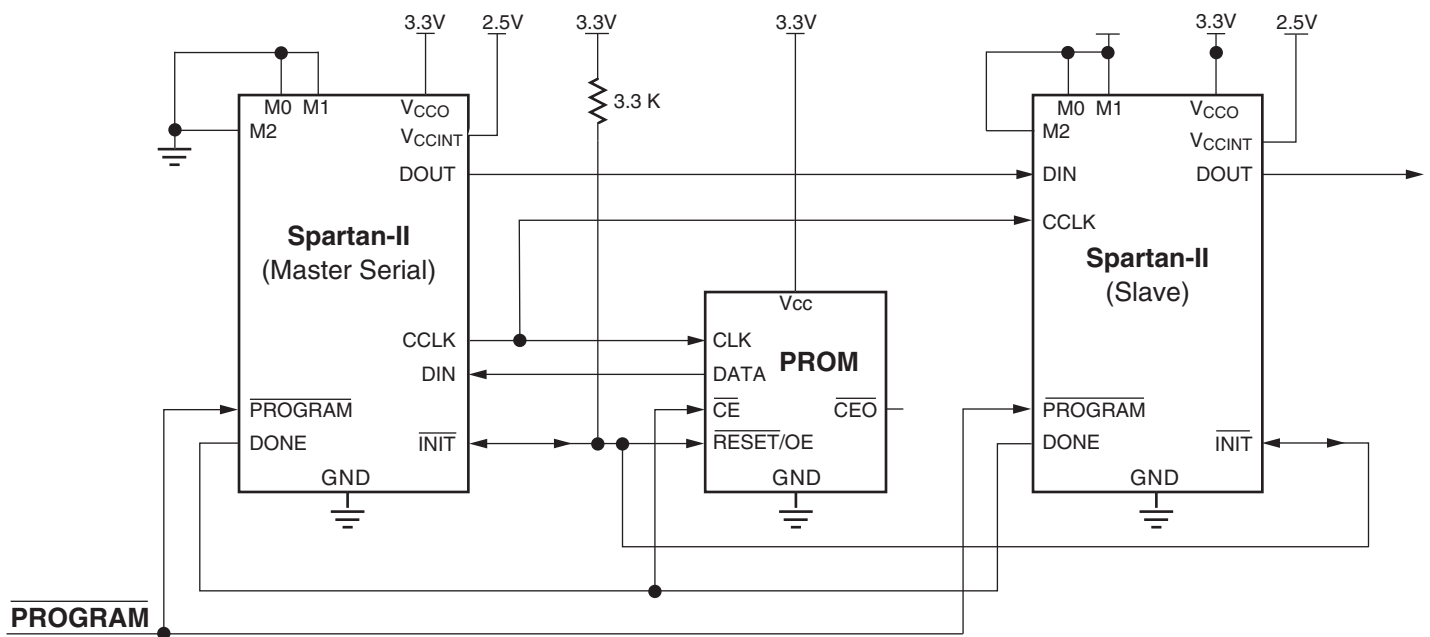 3.3V 2.5V 3.3V 3.3V 3.3V 2.5V
3.3 K
M0 M1
M2
VCCO
VCCINT
DOUT
Spartan-II
(Master Serial)
CCLK
DIN
PROGRAM
DONE
INIT
GND
Vcc
CLK
PROM
DATA
CE
CEO
RESET/OE
GND
M0 M1
M2
VCCO
VCCINT
DIN
DOUT
CCLK
Spartan-II
(Slave)
PROGRAM
DONE
INIT
GND
PROGRAM